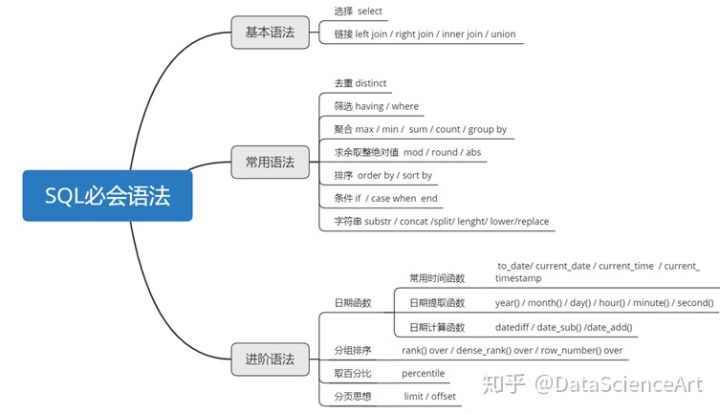 SQL必会语法
基本语法
选择 select
链接 left join / right join / inner join / union
常用语法
去重 distinct
筛选 having / where
聚合 max / min / sum / count / group by
求余取整绝对值 mod / round / abs
排序 order by / sort by
条件 if / case when end
字符串 substr / concat /split/ lenght/ lower/replace
进阶语法
日期函数
常用时间函数
to_date/ current_date / current_time / current_
timestamp
日期提取函数 year() / month() / day() / hour() / minute() / second()
日期计算函数 datediff / date_sub() /date_add()
分组排序 rank() over / dense_rank() over / row_number() over
取百分比 percentile
分页思想 limit / offset
知乎 @DataScienceArt